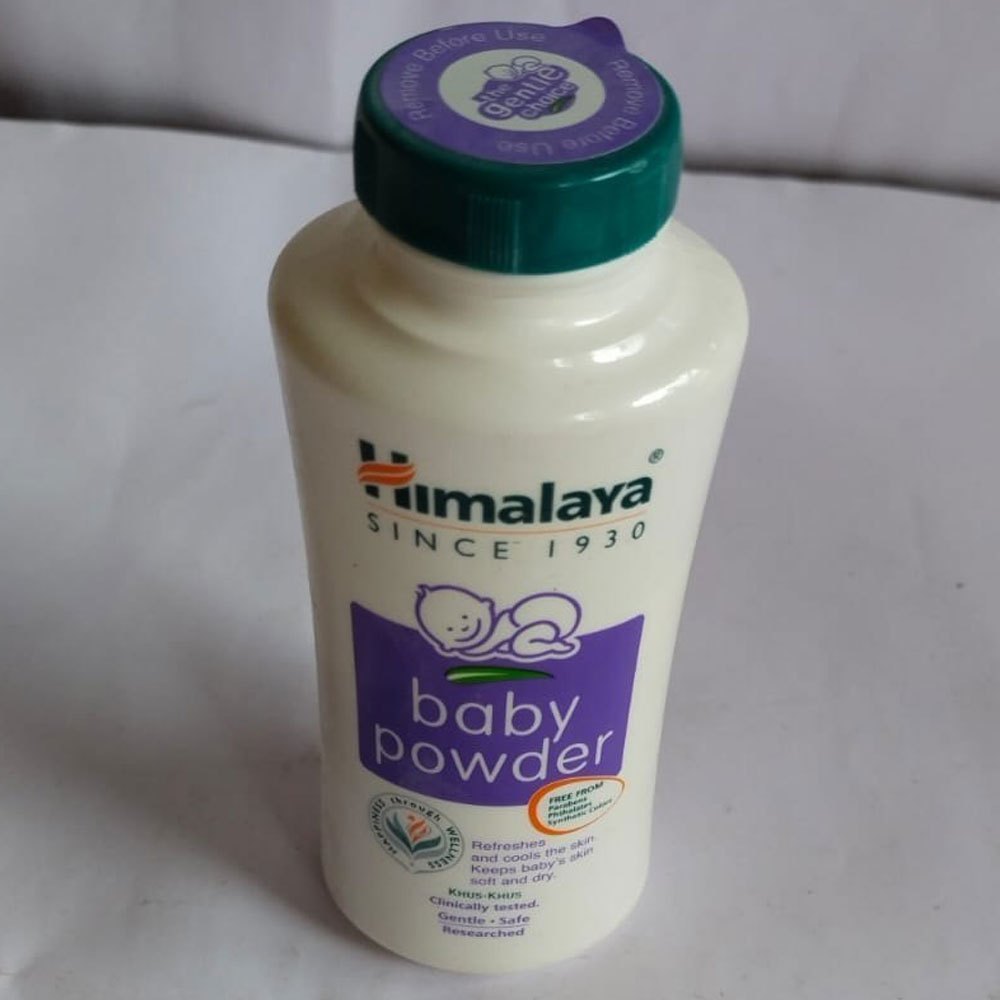 Remove Before Use
Remove Before Use
the
gentle
choice
Himalaya®
SINCE 1930
baby
powder
FREE FROM
Parabens
Phthalates
Synthetic Colors
HAPPINESS through WELLNESS
Refreshes
and cools the skin.
Keeps baby's skin
soft and dry.
KHUS-KHUS
Clinically tested.
Gentle • Safe
Researched